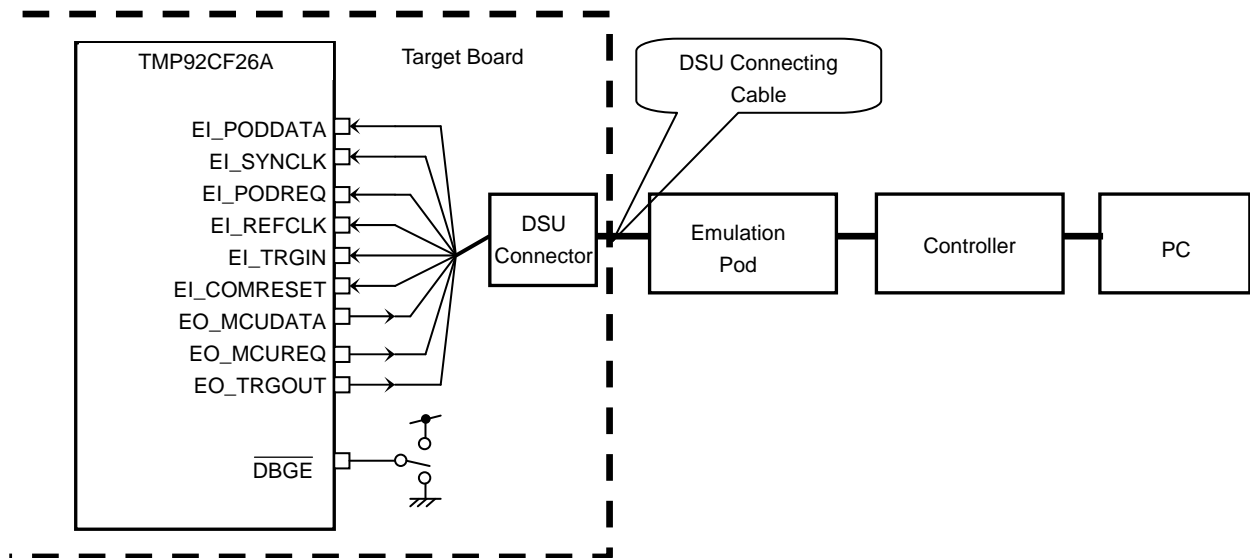 TMP92CF26A
Target Board
DSU Connecting
Cable
EI_PODDATA
EI_SYNCLK
EI_PODREQ
EI_REFCLK
EI_TRGIN
EI_COMRESET
EO_MCUDATA
EO_MCUREQ
EO_TRGOUT
DBGE
DSU
Connector
Emulation
Pod
Controller
PC